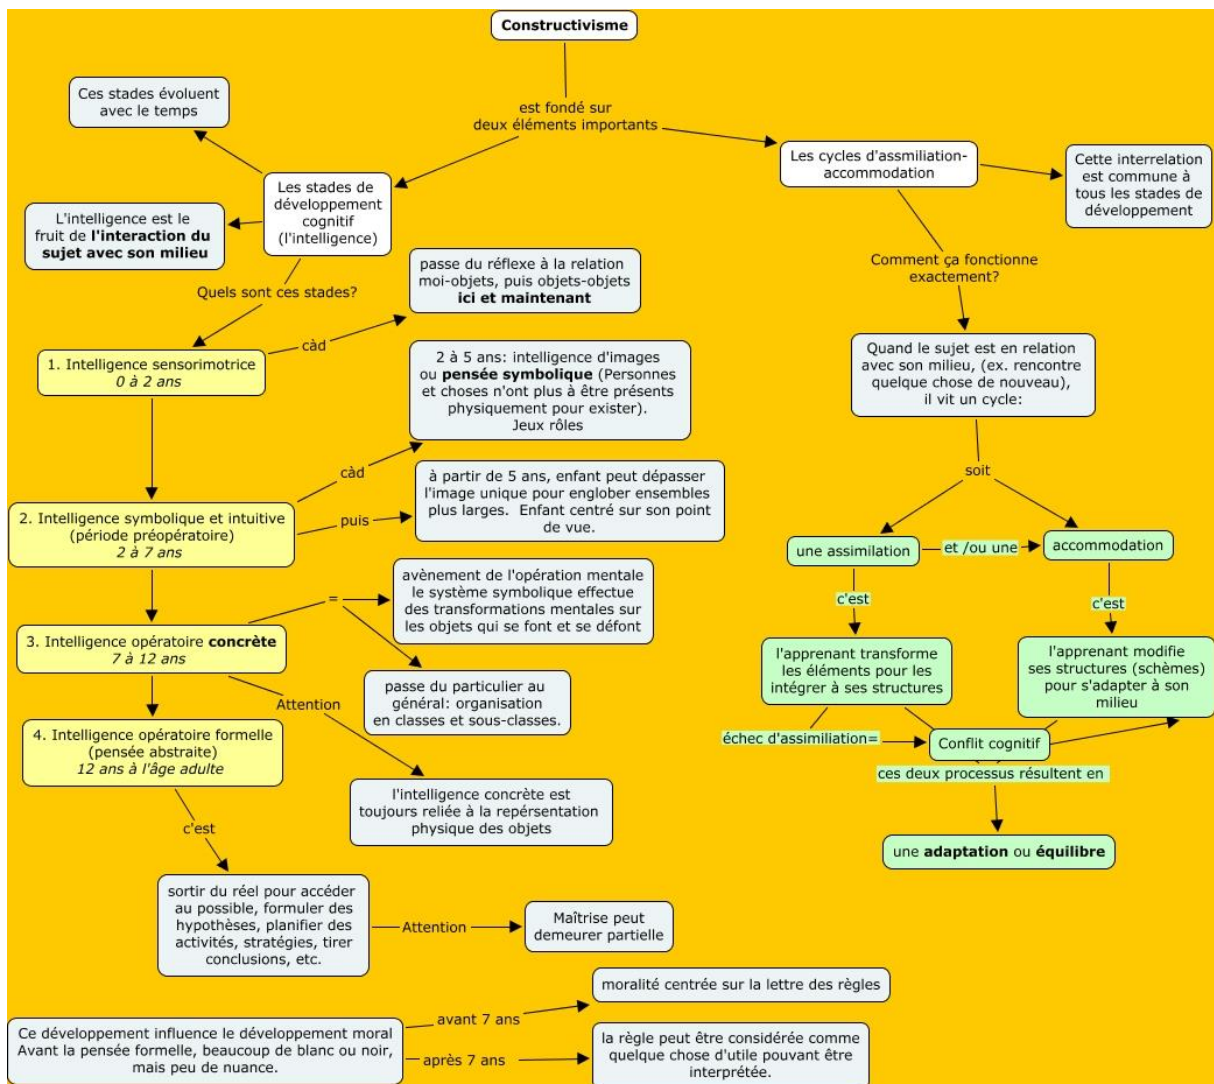 Constructivisme
est fondé sur
deux éléments importants
Ces stades évoluent
avec le temps
Les stades de
développement
cognitif
(l'intelligence)
L'intelligence est le
fruit de l'interaction du
sujet avec son milieu
Quels sont ces stades?
1. Intelligence sensorimotrice
0 à 2 ans
càd
passe du réflexe à la relation
moi-objets, puis objets-objets
ici et maintenant
2. Intelligence symbolique et intuitive
(période préopératoire)
2 à 7 ans
càd
2 à 5 ans: intelligence d'images
ou pensée symbolique (Personnes
et choses n'ont plus à être présents
physiquement pour exister).
Jeux rôles
puis
à partir de 5 ans, enfant peut dépasser
l'image unique pour englober ensembles
plus larges. Enfant centré sur son point
de vue.
3. Intelligence opératoire concrète
7 à 12 ans
=
avènement de l'opération mentale
le système symbolique effectue
des transformations mentales sur
les objets qui se font et se défont
passe du particulier au
général: organisation
en classes et sous-classes.
Attention
l'intelligence concrète est
toujours reliée à la repérsentation
physique des objets
4. Intelligence opératoire formelle
(pensée abstraite)
12 ans à l'âge adulte
c'est
sortir du réel pour accéder
au possible, formuler des
hypothèses, planifier des
activités, stratégies, tirer
conclusions, etc.
Attention
Maîtrise peut
demeurer partielle
Les cycles d'assmiliation-
accommodation
Cette interrelation
est commune à
tous les stades de
développement
Comment ça fonctionne
exactement?
Quand le sujet est en relation
avec son milieu, (ex. rencontre
quelque chose de nouveau),
il vit un cycle:
soit
une assimilation
et /ou une
accommodation
c'est
c'est
l'apprenant transforme
les éléments pour les
intégrer à ses structures
l'apprenant modifie
ses structures (schèmes)
pour s'adapter à son
milieu
échec d'assimiliation=
Conflit cognitif
ces deux processus résultent en
une adaptation ou équilibre
Ce développement influence le développement moral
Avant la pensée formelle, beaucoup de blanc ou noir,
mais peu de nuance.
avant 7 ans
moralité centrée sur la lettre des règles
après 7 ans
la règle peut être considérée comme
quelque chose d'utile pouvant être
interprétée.